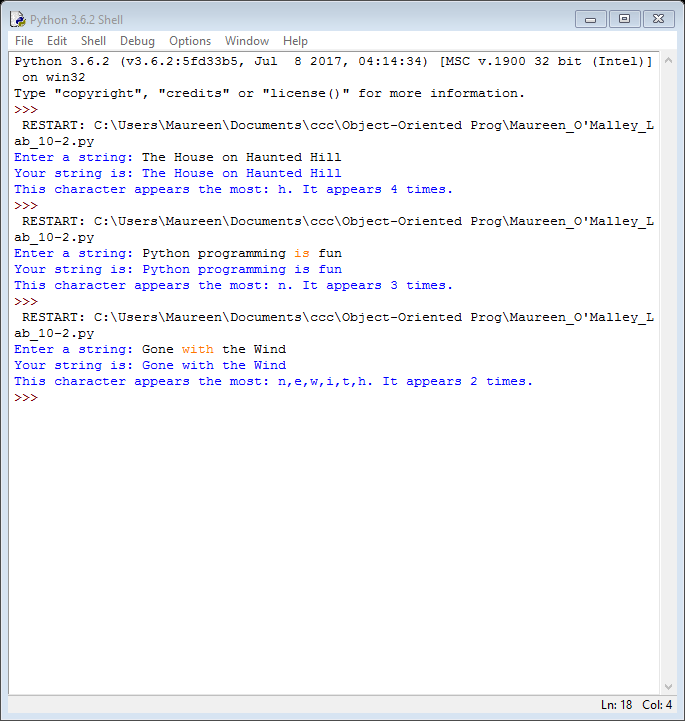 Python 3.6.2 Shell
File Edit Shell Debug Options Window Help
Python 3.6.2 (v3.6.2:5fd33b5, Jul  8 2017, 04:14:34) [MSC v.1900 32 bit (Intel)]
 on win32
Type "copyright", "credits" or "license()" for more information.
>>>
 RESTART: C:\Users\Maureen\Documents\ccc\Object-Oriented Prog\Maureen_O'Malley_L
ab_10-2.py
Enter a string: The House on Haunted Hill
Your string is: The House on Haunted Hill
This character appears the most: h. It appears 4 times.
>>>
 RESTART: C:\Users\Maureen\Documents\ccc\Object-Oriented Prog\Maureen_O'Malley_L
ab_10-2.py
Enter a string: Python programming is fun
Your string is: Python programming is fun
This character appears the most: n. It appears 3 times.
>>>
 RESTART: C:\Users\Maureen\Documents\ccc\Object-Oriented Prog\Maureen_O'Malley_L
ab_10-2.py
Enter a string: Gone with the Wind
Your string is: Gone with the Wind
This character appears the most: n,e,w,i,t,h. It appears 2 times.
>>>
Ln: 18 Col: 4